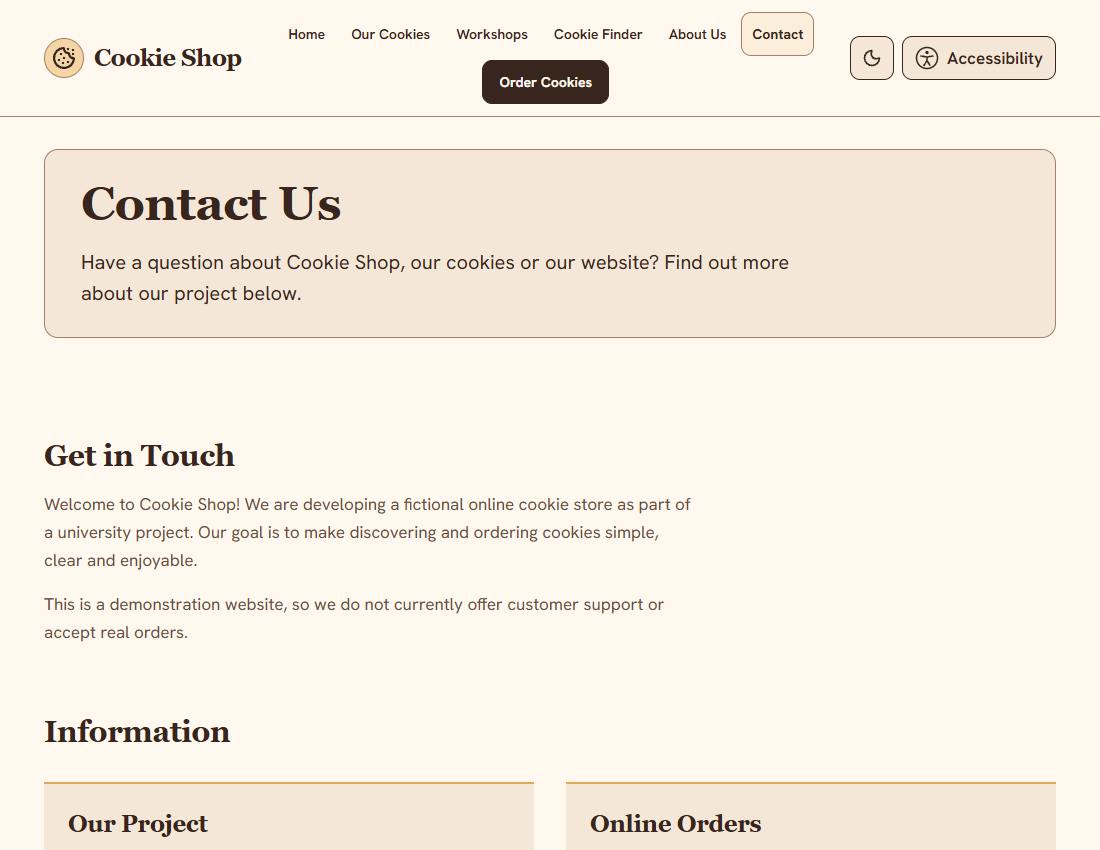 Cookie Shop
Home
Our Cookies
Workshops
Cookie Finder
About Us
Contact
Order Cookies
Accessibility
Contact Us
Have a question about Cookie Shop, our cookies or our website? Find out more
about our project below.
Get in Touch
Welcome to Cookie Shop! We are developing a fictional online cookie store as part of
a university project. Our goal is to make discovering and ordering cookies simple,
clear and enjoyable.
This is a demonstration website, so we do not currently offer customer support or
accept real orders.
Information
Our Project
Online Orders